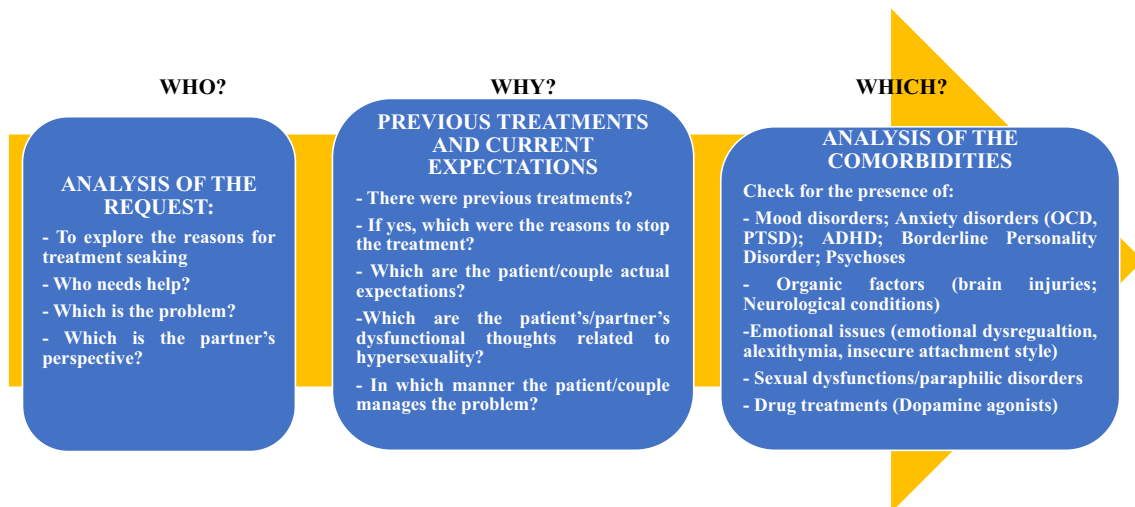 WHO?
ANALYSIS OF THE
REQUEST:
- To explore the reasons for
treatment seaking
- Who needs help?
- Which is the problem?
- Which is the partner's
perspective?
WHY?
PREVIOUS TREATMENTS
AND CURRENT
EXPECTATIONS
- There were previous treatments?
- If yes, which were the reasons to stop
the treatment?
- Which are the patient/couple actual
expectations?
-Which are the patient's/partner's
dysfunctional thoughts related to
hypersexuality?
- In which manner the patient/couple
manages the problem?
WHICH?
ANALYSIS OF THE
COMORBIDITIES
Check for the presence of:
- Mood disorders; Anxiety disorders (OCD,
PTSD); ADHD; Borderline Personality
Disorder; Psychoses
- Organic factors (brain injuries;
Neurological conditions)
-Emotional issues (emotional dysregualtion,
alexithymia, insecure attachment style)
- Sexual dysfunctions/paraphilic disorders
- Drug treatments (Dopamine agonists)